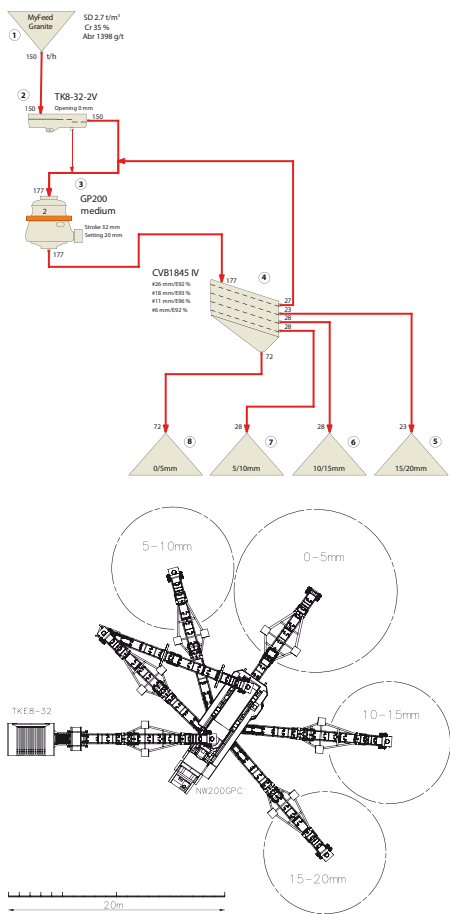 MyFeed
Granite
SD 2.7 t/m³
Cr 35 %
Abr 1398 g/t
1
150 t/h
2
TK8-32-2V
Opening 0 mm
150
150
3
177
GP200
medium
2
Stroke 32 mm
Setting 20 mm
177
CVB1845 IV
#26 mm/E92 %
#18 mm/E93 %
#11 mm/E96 %
#6 mm/E92 %
4
177
27
23
28
28
72
72
8
0/5mm
28
7
5/10mm
28
6
10/15mm
23
5
15/20mm
5-10mm
0-5mm
TKE8-32
10-15mm
NW200GPC
15-20mm
20m